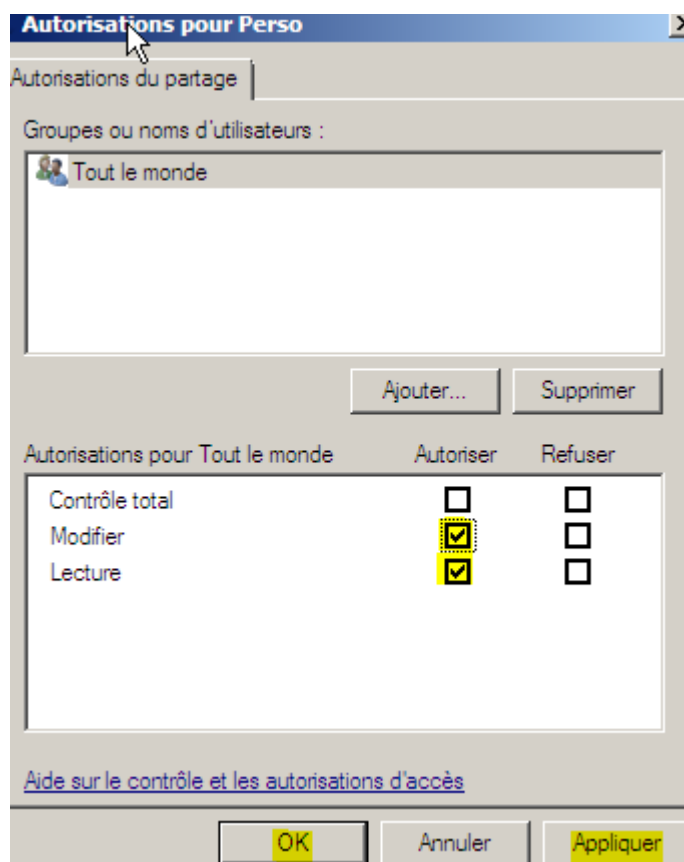 Autorisations pour Perso
Autorisations du partage
Groupes ou noms d'utilisateurs :
Tout le monde
Ajouter... Supprimer
Autorisations pour Tout le monde Autoriser Refuser
Contrôle total
Modifier
Lecture
Aide sur le contrôle et les autorisations d'accès
OK Annuler Appliquer